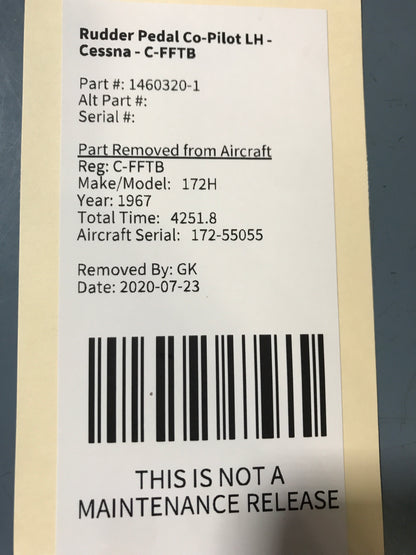 Rudder Pedal Co-Pilot LH -
Cessna - C-FFTB
Part #: 1460320-1
Alt Part #:
Serial #:
Part Removed from Aircraft
Reg: C-FFTB
Make/Model: 172H
Year: 1967
Total Time: 4251.8
Aircraft Serial: 172-55055
Removed By: GK
Date: 2020-07-23
THIS IS NOT A
MAINTENANCE RELEASE